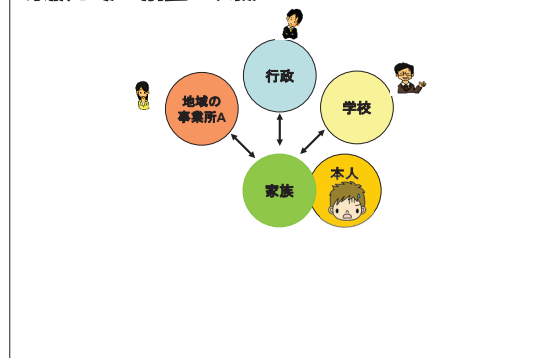 行政
地域の
事業所A
学校
家族
本人